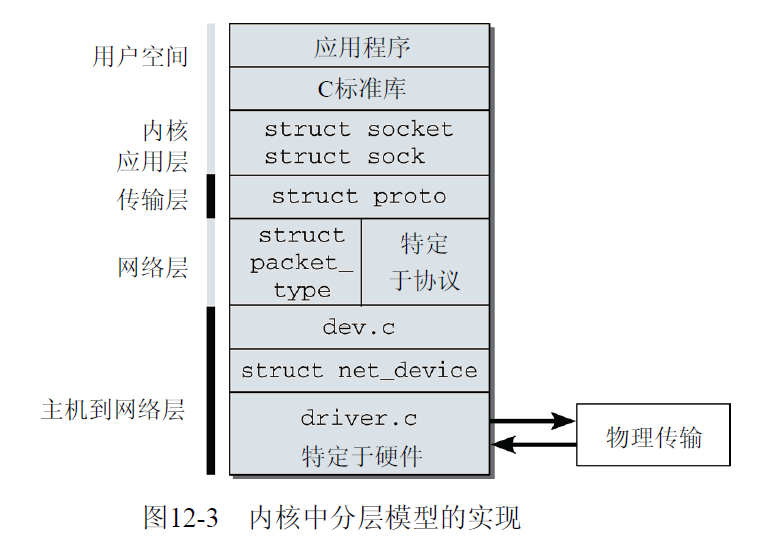 用户空间
应用程序
C标准库
内核
应用层
struct socket
struct sock
传输层
struct proto
网络层
struct
packet_
type
特定
于协议
主机到网络层
dev.c
struct net_device
driver.c
特定于硬件
物理传输
图12-3 内核中分层模型的实现